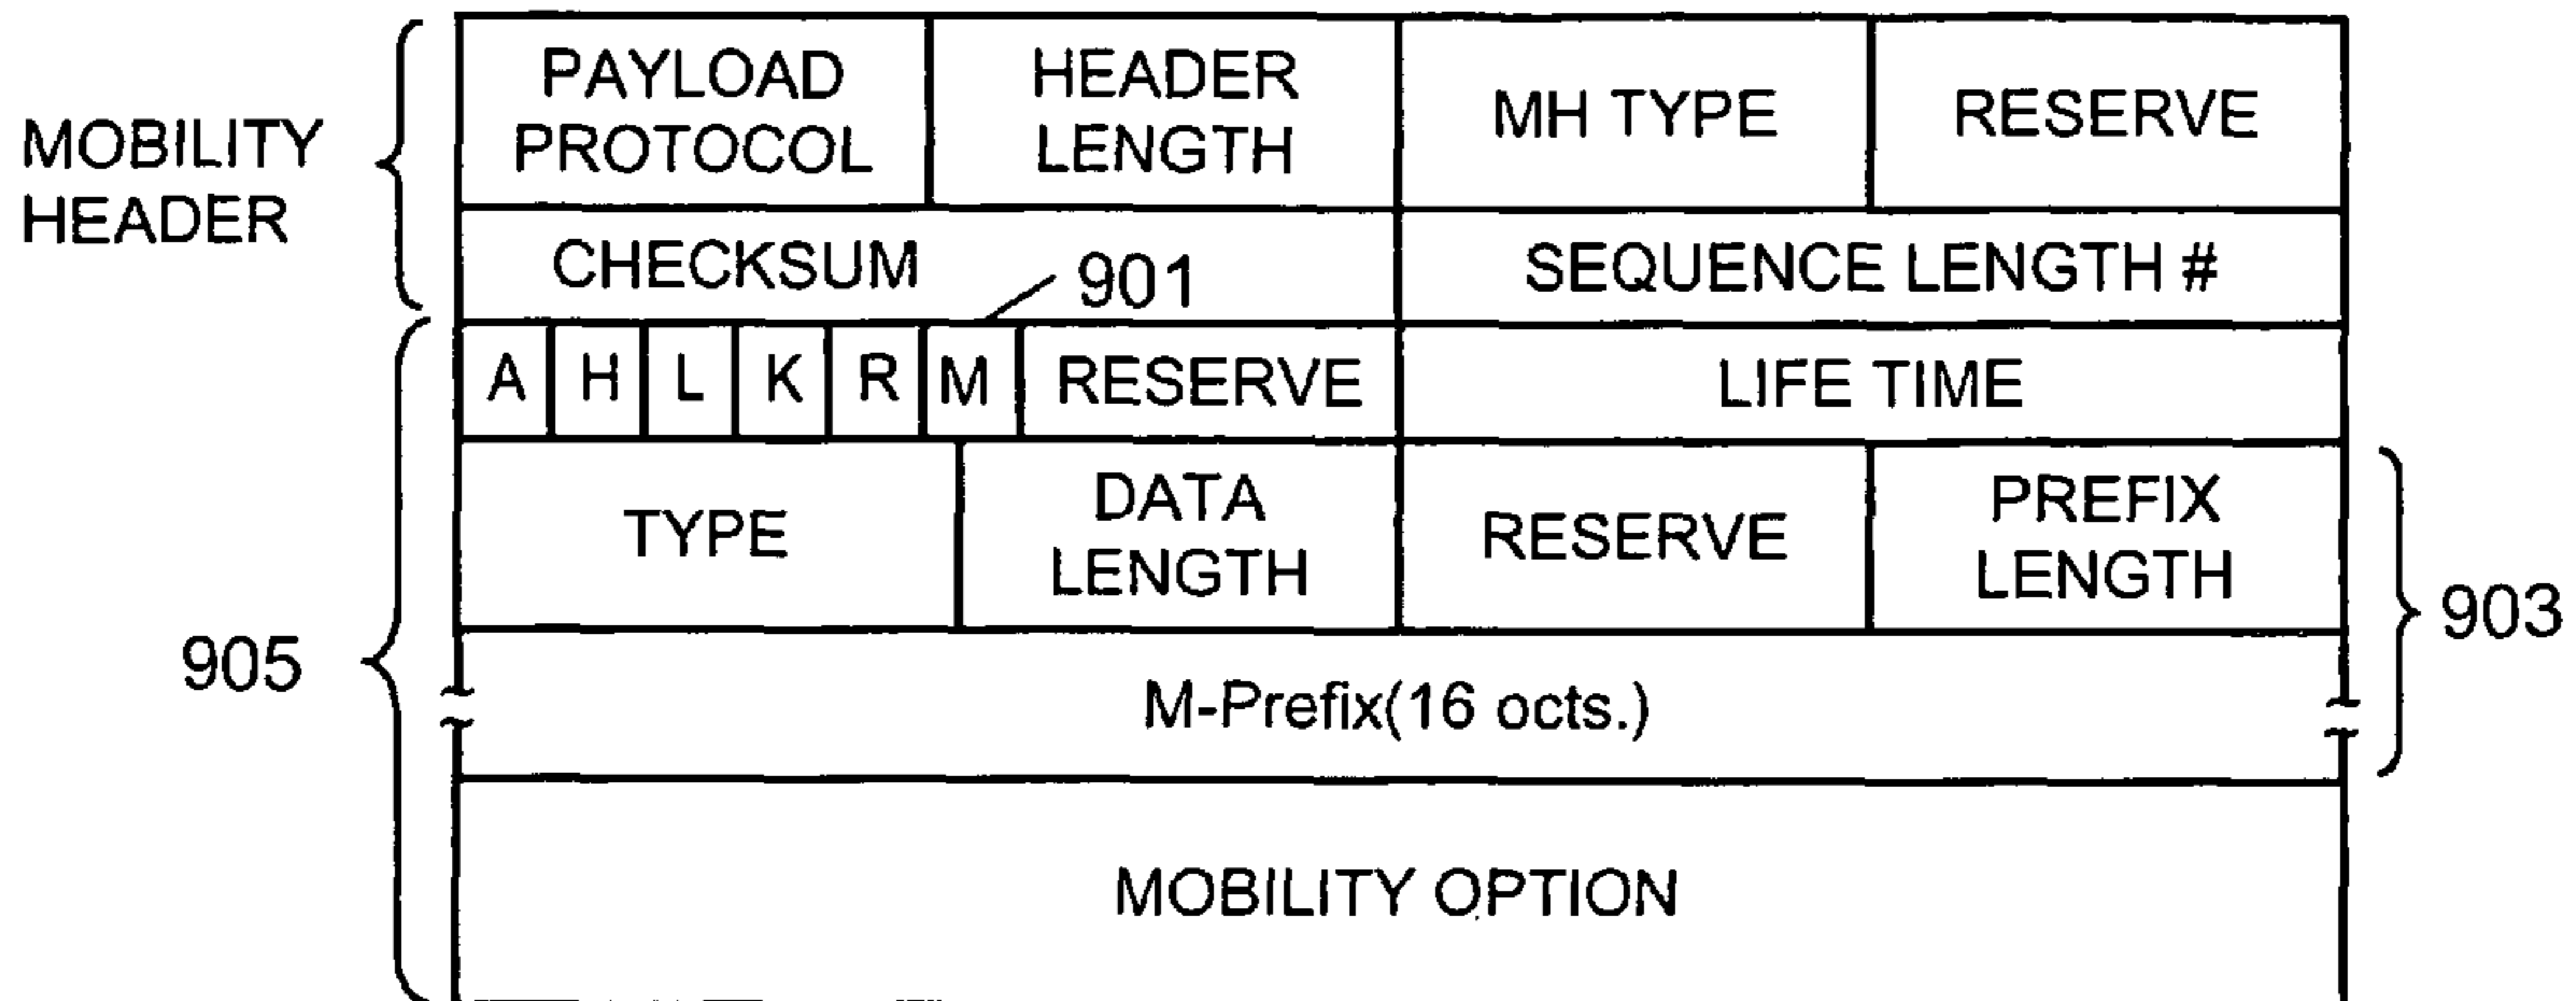 MOBILITY
HEADER
PAYLOAD
PROTOCOL
HEADER
LENGTH
MH TYPE
RESERVE
CHECKSUM
901
SEQUENCE LENGTH #
A
H
L
K
R
M
RESERVE
LIFE TIME
905
TYPE
DATA
LENGTH
RESERVE
PREFIX
LENGTH
903
M-Prefix(16 octs.)
MOBILITY OPTION